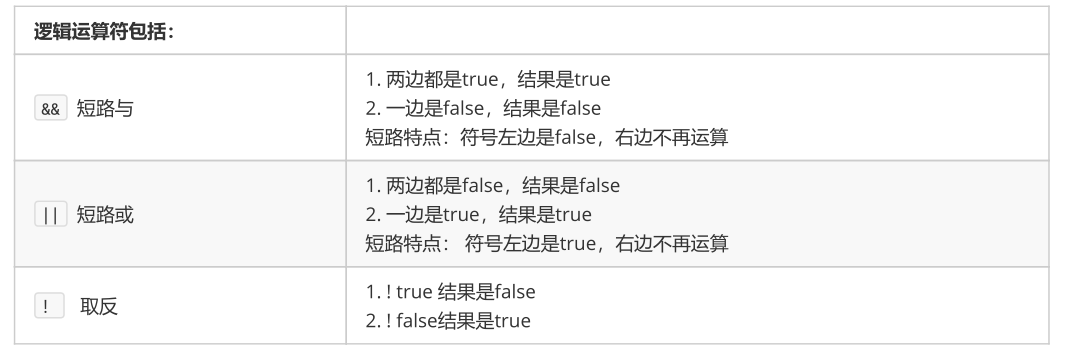 逻辑运算符包括：
&& 短路与
1. 两边都是true，结果是true
2. 一边是false，结果是false
短路特点：符号左边是false，右边不再运算
|| 短路或
1. 两边都是false，结果是false
2. 一边是true，结果是true
短路特点： 符号左边是true，右边不再运算
! 取反
1. ! true 结果是false
2. ! false结果是true